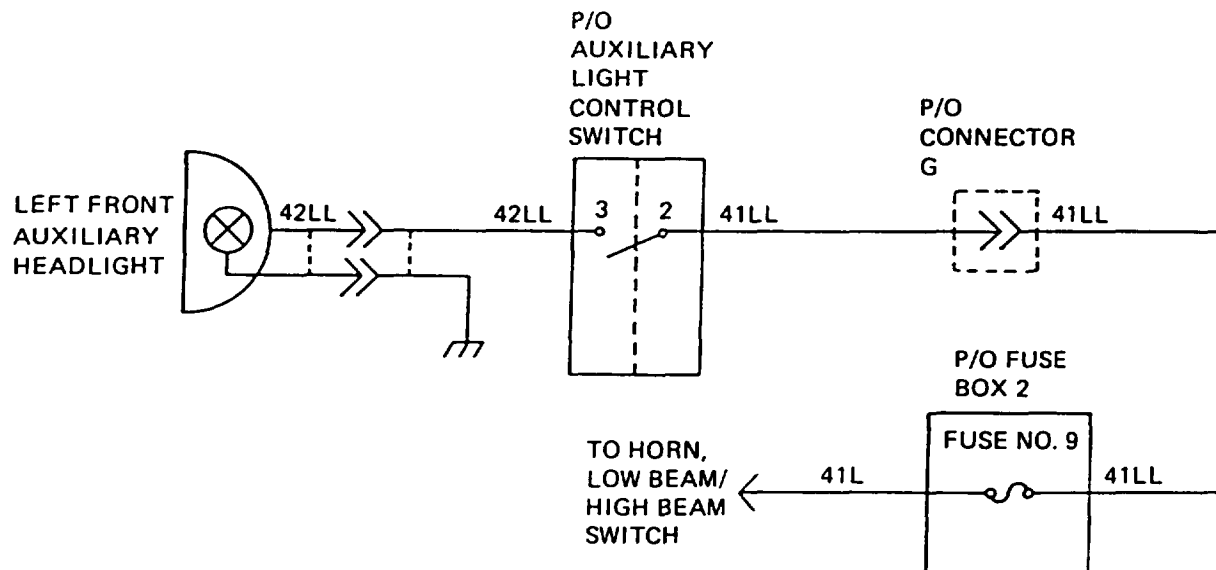 P/O
AUXILIARY
LIGHT
CONTROL
SWITCH
P/O
CONNECTOR
G
LEFT FRONT
AUXILIARY
HEADLIGHT
42LL
42LL
3
2
41LL
41LL
P/O FUSE
BOX 2
FUSE NO. 9
TO HORN,
LOW BEAM/
HIGH BEAM
SWITCH
41L
41LL